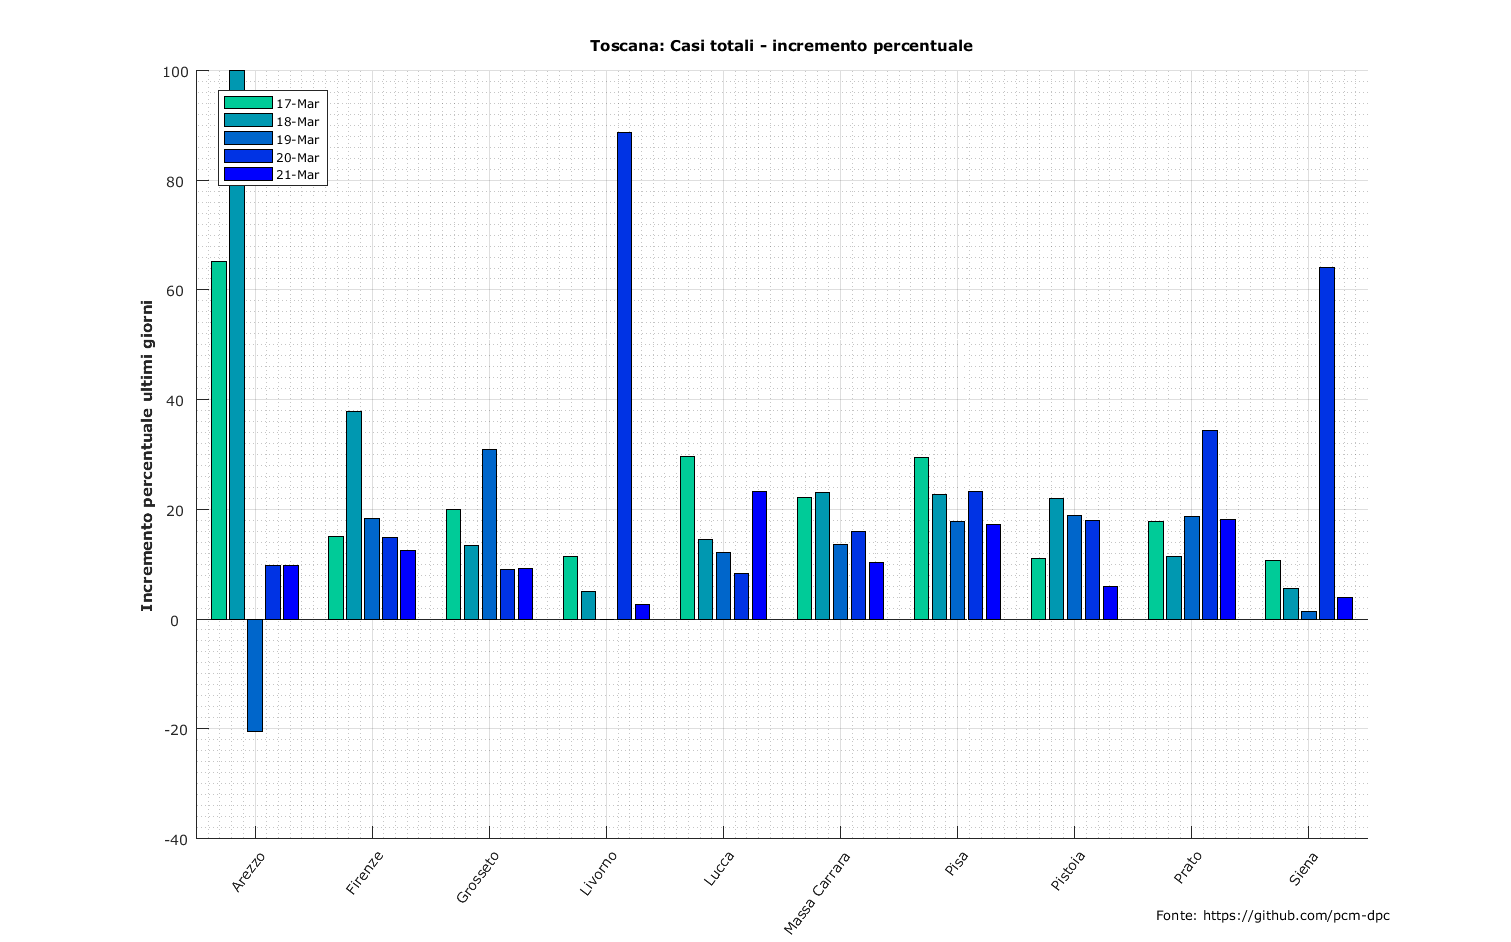 Toscana: Casi totali - incremento percentuale
Incremento percentuale ultimi giorni
100
80
60
40
20
0
-20
-40
17-Mar
18-Mar
19-Mar
20-Mar
21-Mar
Arezzo
Firenze
Grosseto
Livorno
Lucca
Massa Carrara
Pisa
Pistoia
Prato
Siena
Fonte: https://github.com/pcm-dpc